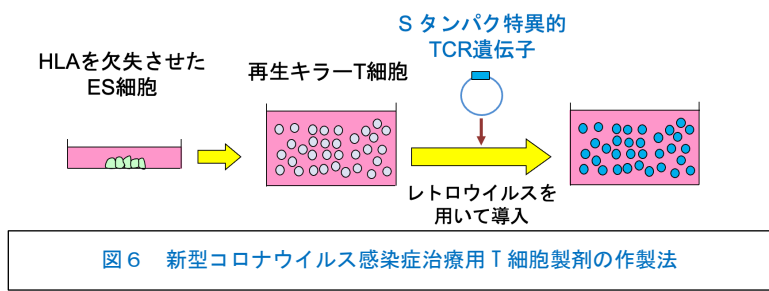 HLAを欠失させた
ES細胞
再生キラーT細胞
S タンパク特異的
TCR遺伝子
レトロウイルスを
用いて導入
図６　新型コロナウイルス感染症治療用 T 細胞製剤の作製法